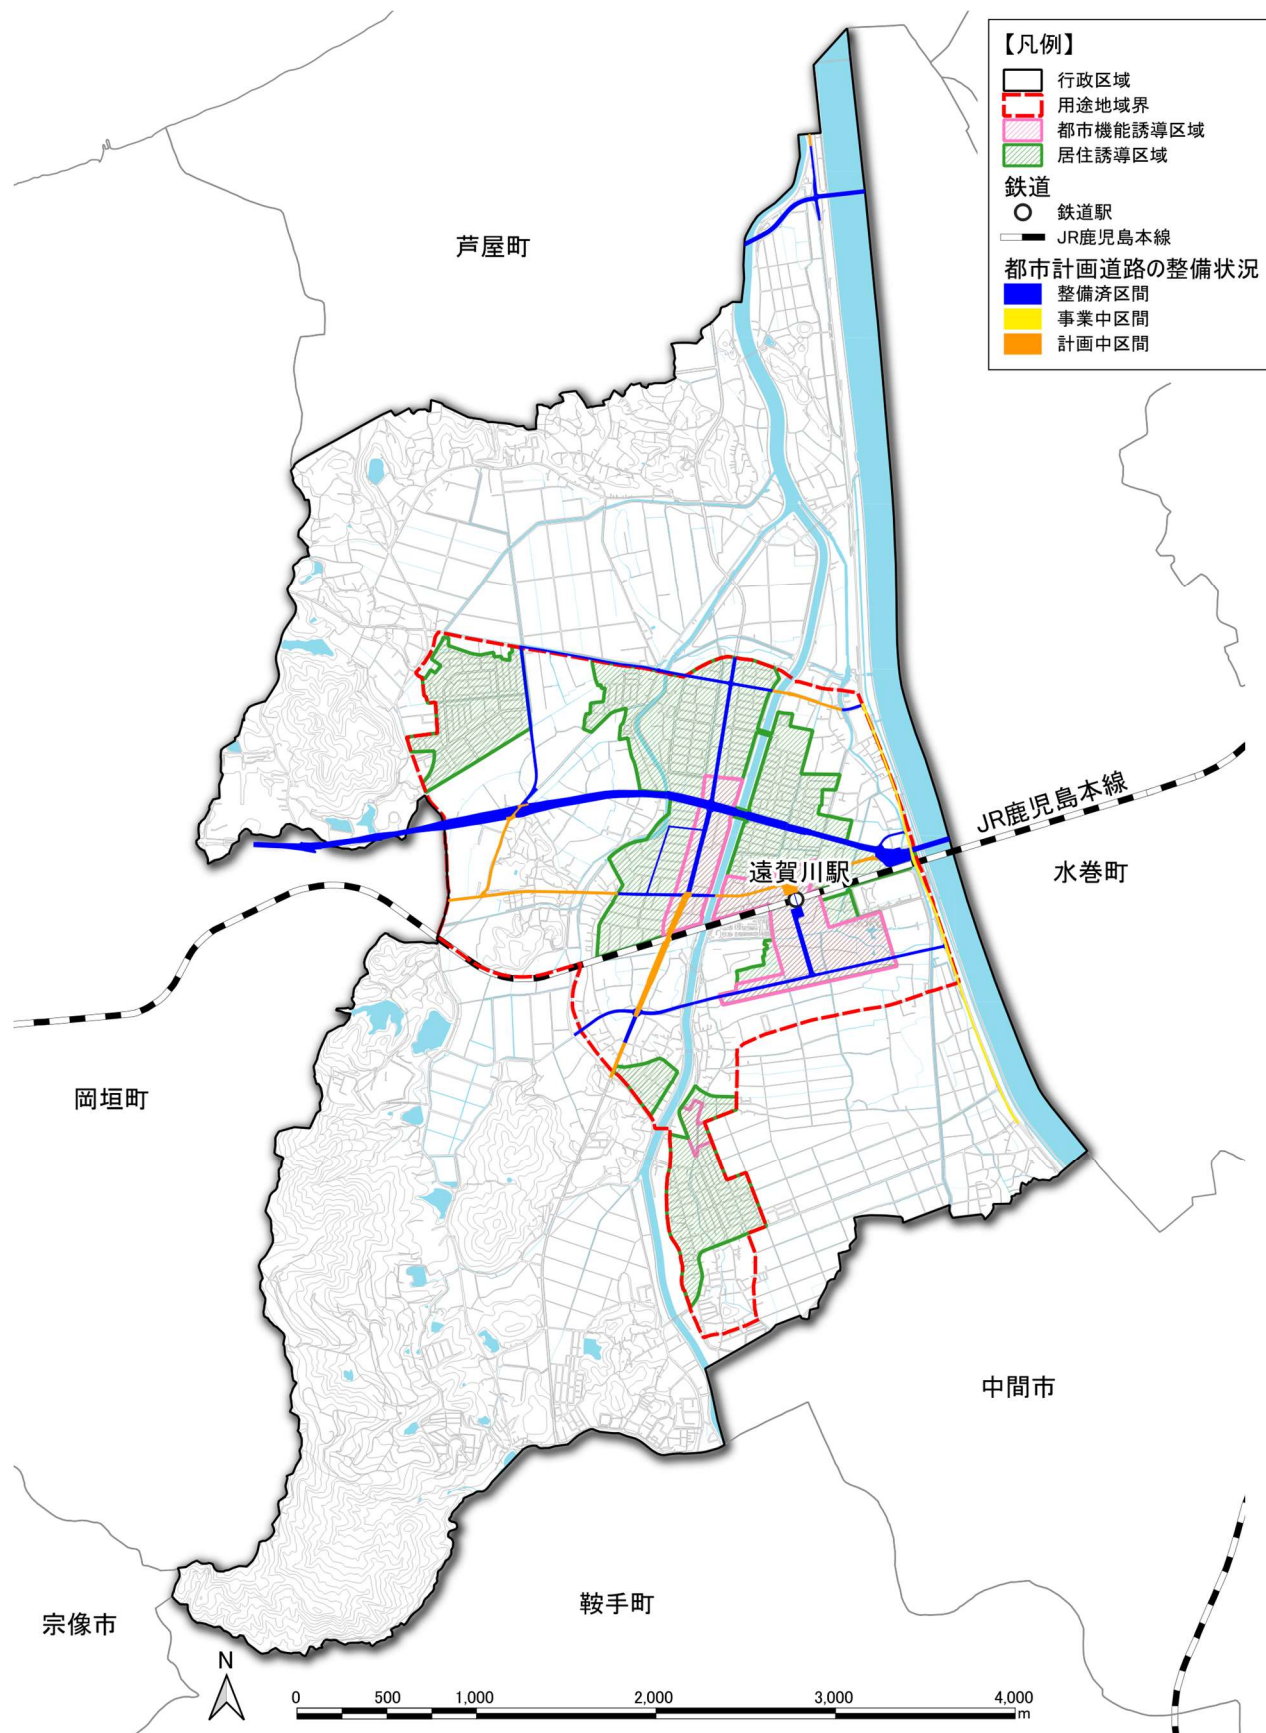 【凡例】
行政区域
用途地域界
都市機能誘導区域
居住誘導区域
鉄道
鉄道駅
JR鹿児島本線
都市計画道路の整備状況
整備済区間
事業中区間
計画中区間
芦屋町
JR鹿児島本線
遠賀川駅
水巻町
岡垣町
中間市
鞍手町
宗像市
N
0 500 1,000 2,000 3,000 4,000
m